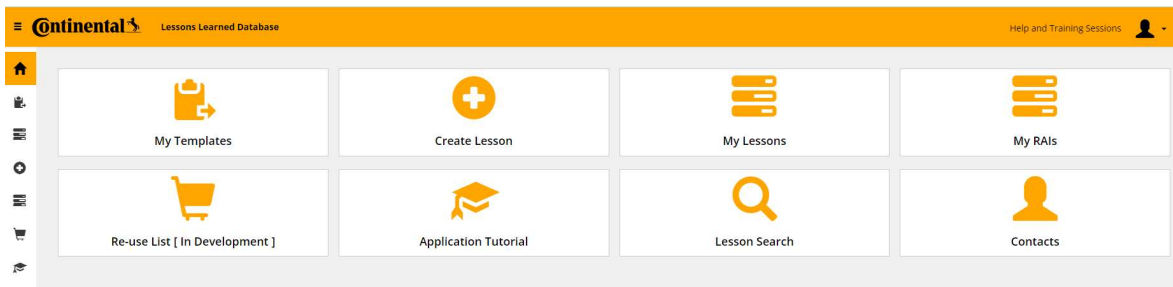 Continental Lessons Learned Database Help and Training Sessions
My Templates Create Lesson My Lessons My RAIs
Re-use List [ In Development ] Application Tutorial Lesson Search Contacts